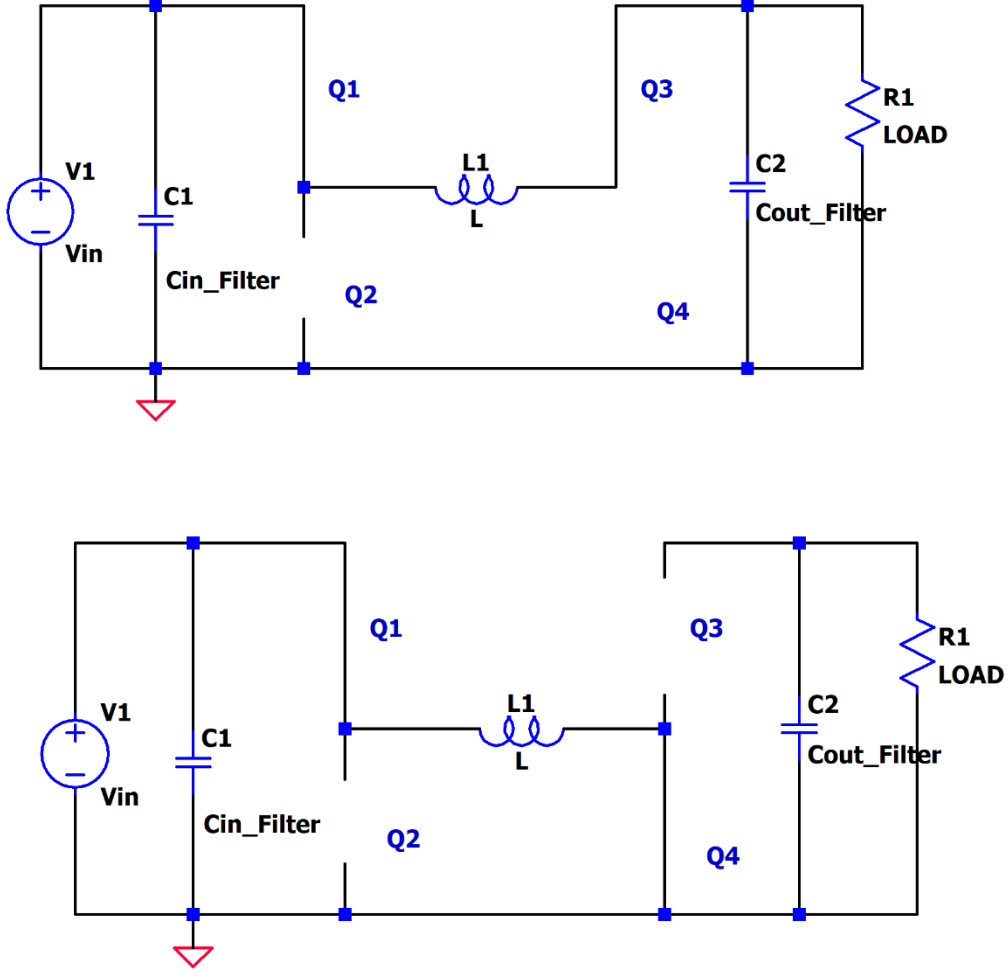 Q1
Q3
R1
LOAD
V1
L1
C2
C1
L
Cout_Filter
Vin
Cin_Filter
Q2
Q4
Q1
Q3
R1
LOAD
V1
L1
C2
C1
L
Cout_Filter
Vin
Cin_Filter
Q2
Q4